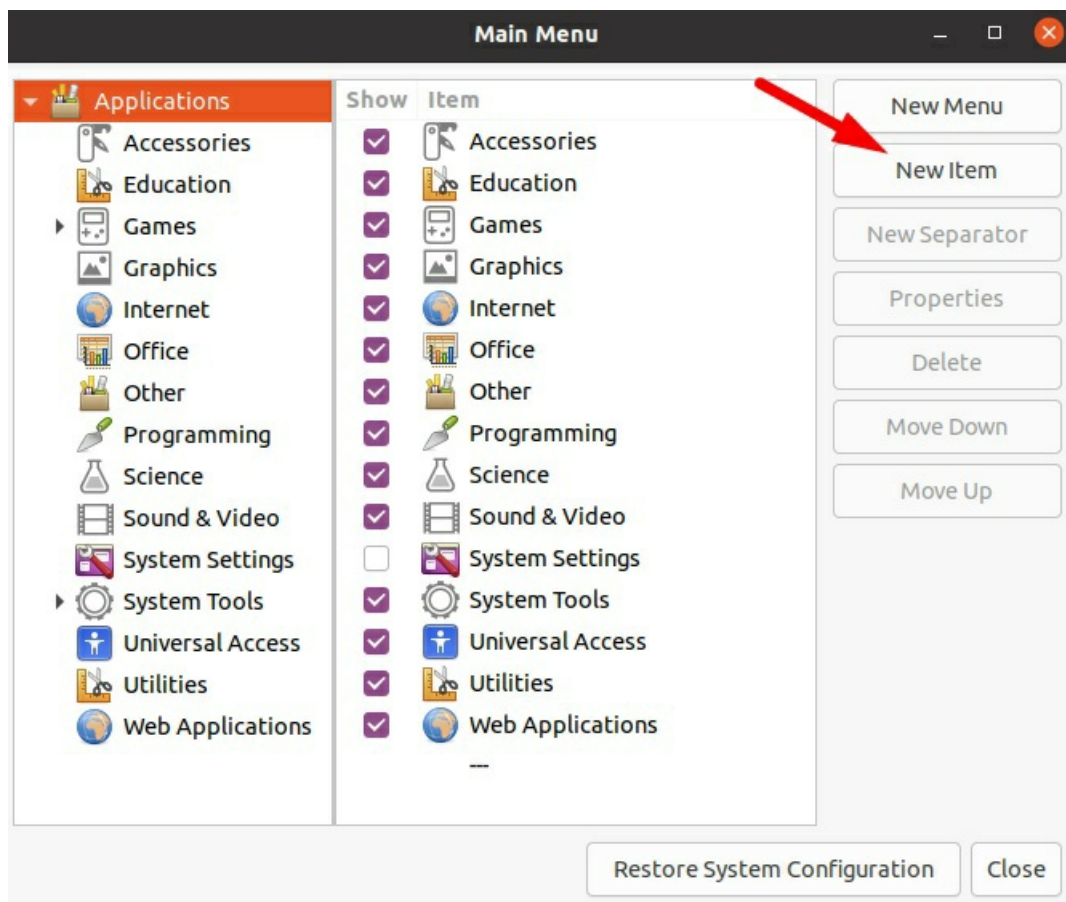 Main Menu
Applications
Accessories
Education
Games
Graphics
Internet
Office
Other
Programming
Science
Sound & Video
System Settings
System Tools
Universal Access
Utilities
Web Applications
Show Item
Accessories
Education
Games
Graphics
Internet
Office
Other
Programming
Science
Sound & Video
System Settings
System Tools
Universal Access
Utilities
Web Applications
---
New Menu
New Item
New Separator
Properties
Delete
Move Down
Move Up
Restore System Configuration
Close